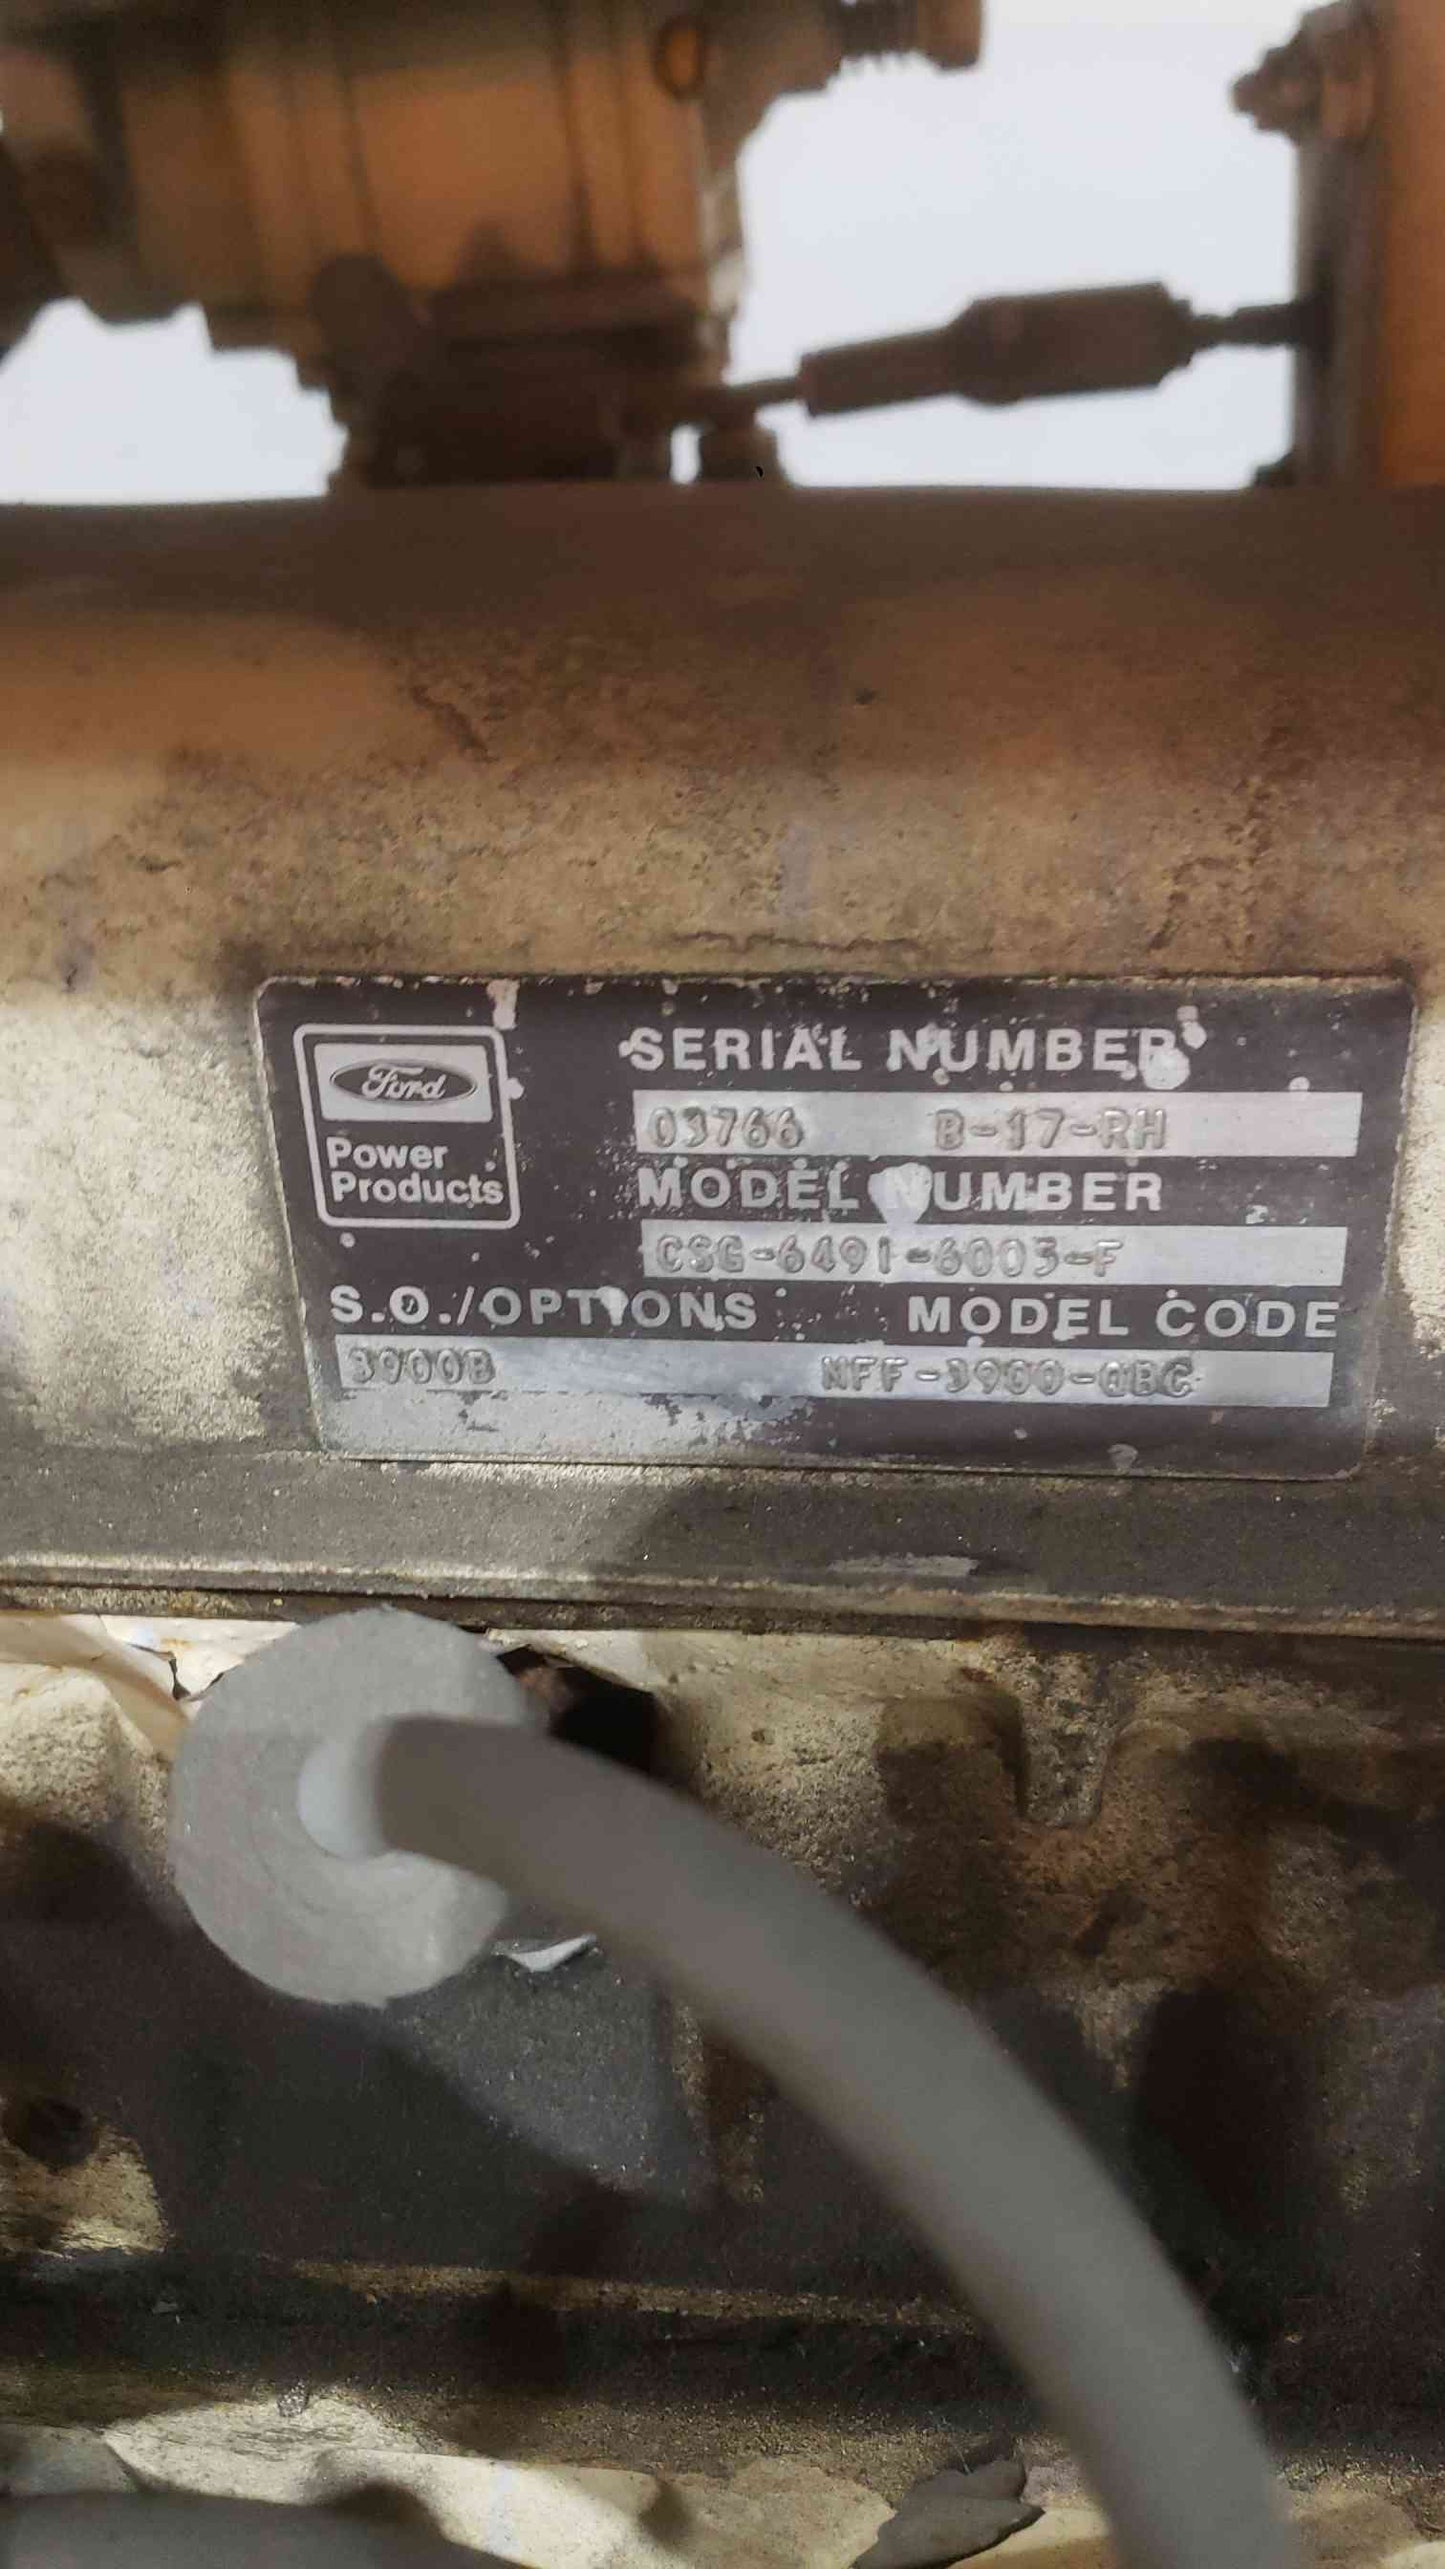 Ford
Power
Products
SERIAL NUMBER
03766 B-17-RH
MODEL NUMBER
CSG-6491-6003-F
S.O./OPTIONS MODEL CODE
3900B NFF-3900-QBC